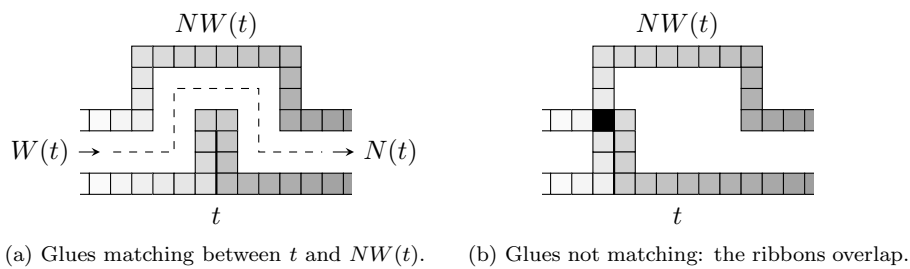 NW(t)
NW(t)
W(t)
N(t)
t
t
(a) Glues matching between t and NW(t).
(b) Glues not matching: the ribbons overlap.